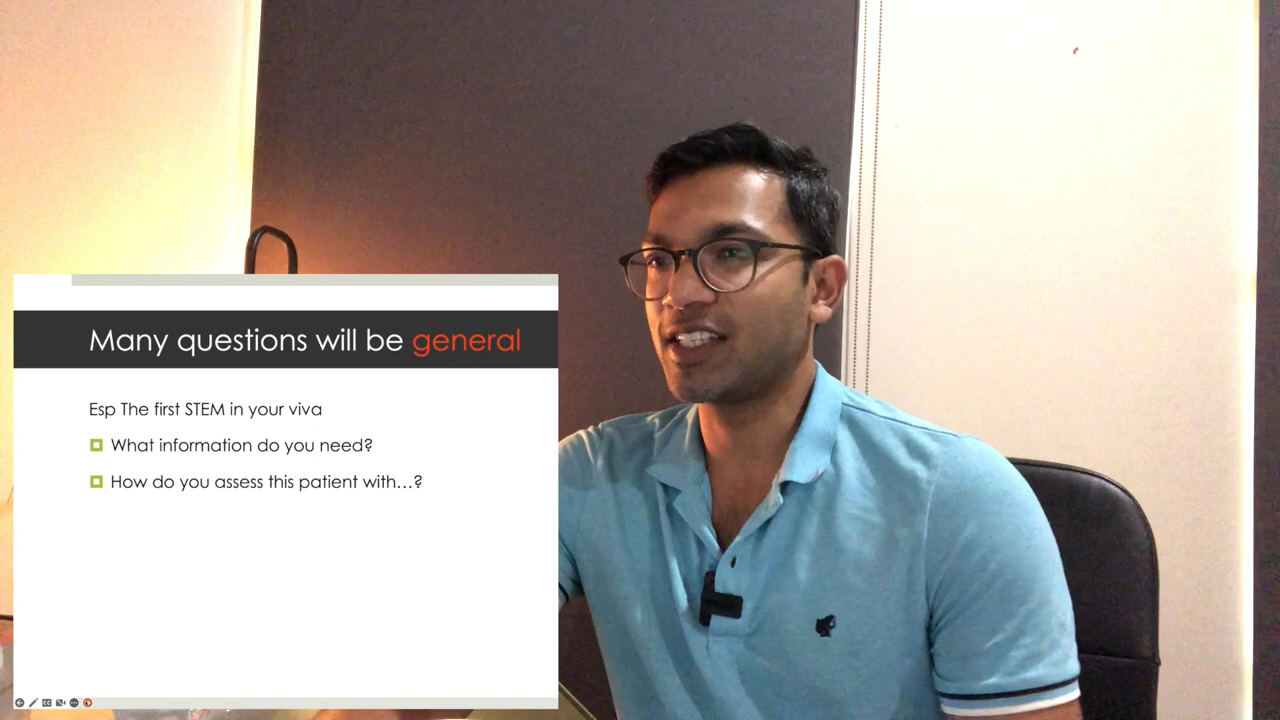 Many questions will be general
Esp The first STEM in your viva
What information do you need?
How do you assess this patient with...?